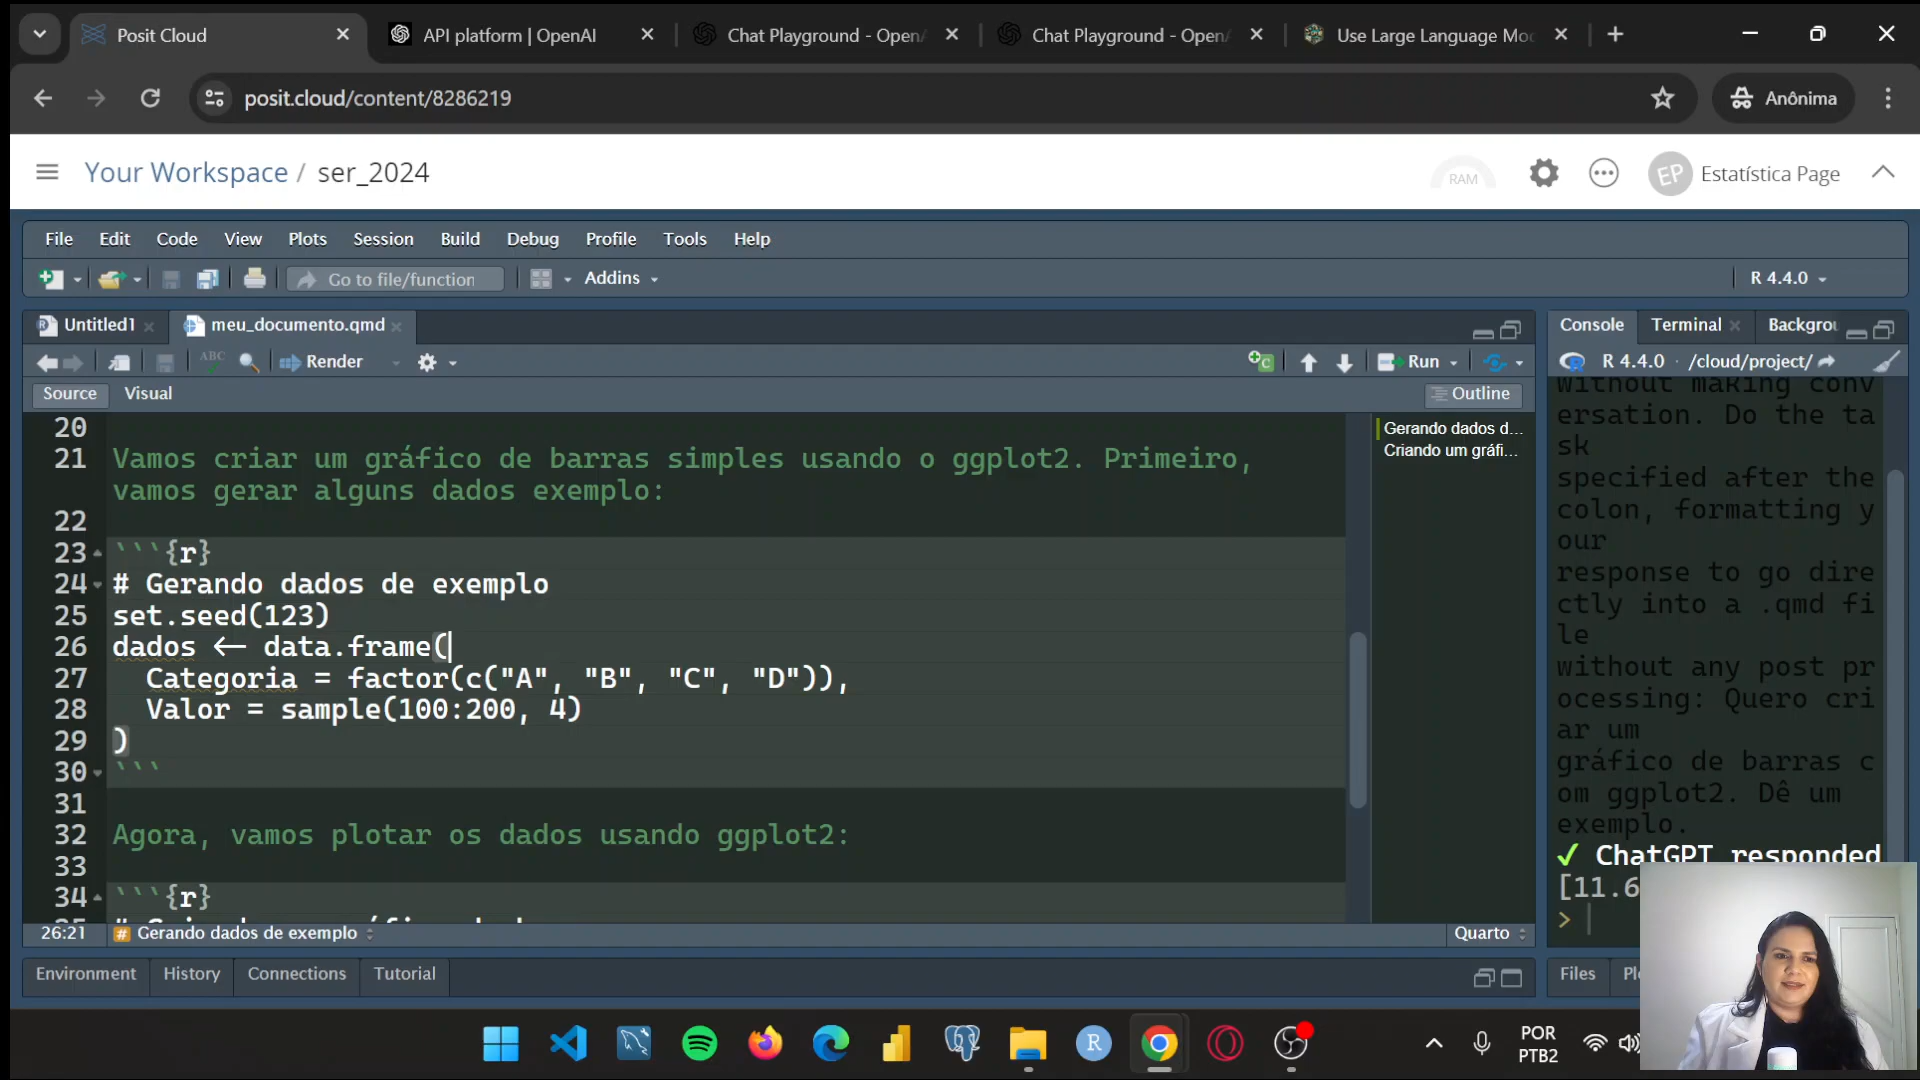 Posit Cloud
API platform | OpenAI
Chat Playground - Open
Chat Playground - Open
Use Large Language Mo
posit.cloud/content/8286219
Anônima
Your Workspace / ser_2024
RAM
EP
Estatística Page
File Edit Code View Plots Session Build Debug Profile Tools Help
Go to file/function
Addins
R 4.4.0
Untitled1
meu_documento.qmd
ABC
Render
Run
Source Visual
Outline
20
21 Vamos criar um gráfico de barras simples usando o ggplot2. Primeiro,
vamos gerar alguns dados exemplo:
22
23 ```{r}
24 # Gerando dados de exemplo
25 set.seed(123)
26 dados <- data.frame(
27 Categoria = factor(c("A", "B", "C", "D")),
28 Valor = sample(100:200, 4)
29 )
30 ```
31
32 Agora, vamos plotar os dados usando ggplot2:
33
34 ```{r}
26:21 # Gerando dados de exemplo
Quarto
Gerando dados d...
Criando um gráfi...
Environment History Connections Tutorial
Console Terminal Backgrou
R 4.4.0 · /cloud/project/
without making conv
ersation. Do the ta
sk
specified after the
colon, formatting y
our
response to go dire
ctly into a .qmd fi
le
without any post pr
ocessing: Quero cri
ar um
gráfico de barras c
om ggplot2. Dê um
exemplo.
✓ ChatGPT responded
[11.6
>
Files
R
POR
PTB2